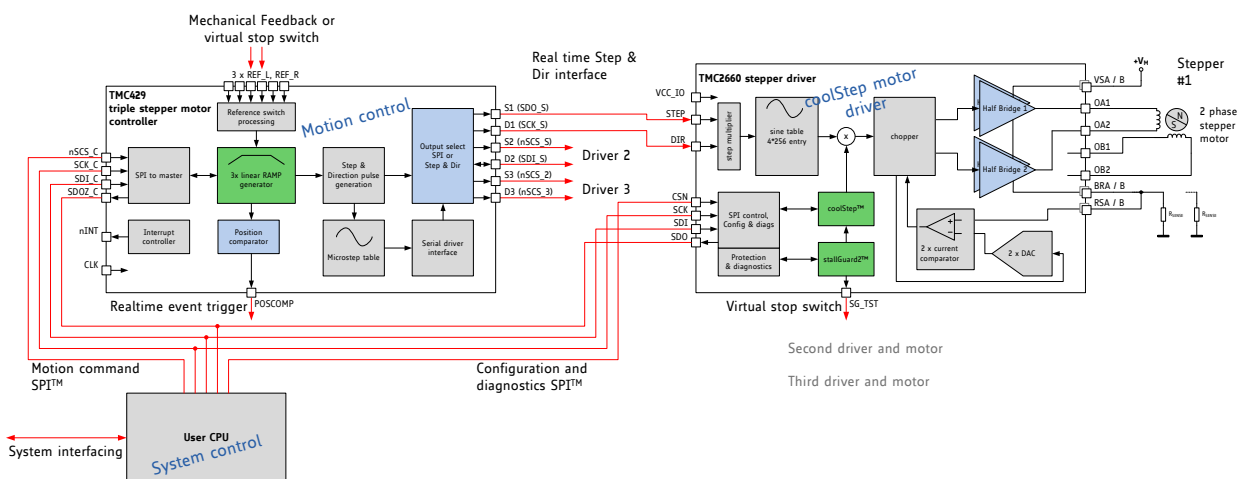 Mechanical Feedback or
virtual stop switch
3 x REF_L, REF_R
TMC429
triple stepper motor
controller
Reference switch
processing
Motion control
nSCS_C
SCK_C
SDI_C
SDOZ_C
SPI to master
3x linear RAMP
generator
Step &
Direction pulse
generation
Output select
SPI or
Step & Dir
nINT
Interrupt
controller
Position
comparator
Microstep table
Serial driver
interface
CLK
POSCOMP
Realtime event trigger
S1 (SDO_S)
D1 (SCK_S)
S2 (nSCS_S)
D2 (SDI_S)
S3 (nSCS_2)
D3 (nSCS_3)
Driver 2
Driver 3
Real time Step &
Dir interface
TMC2660 stepper driver
coolStep motor
driver
VCC_IO
STEP
DIR
step multiplier
sine table
4*256 entry
x
chopper
Half Bridge 1
Half Bridge 2
+VM
VSA / B
OA1
OA2
OB1
OB2
BRA / B
RSA / B
Stepper
#1
N
S
2 phase
stepper
motor
RSENSE
RSENSE
CSN
SCK
SDI
SDO
SPI control,
Config & diags
Protection
& diagnostics
coolStep™
stallGuard2™
2 x current
comparator
2 x DAC
SG_TST
Virtual stop switch
Second driver and motor
Third driver and motor
Motion command
SPI™
Configuration and
diagnostics SPI™
User CPU
System control
System interfacing